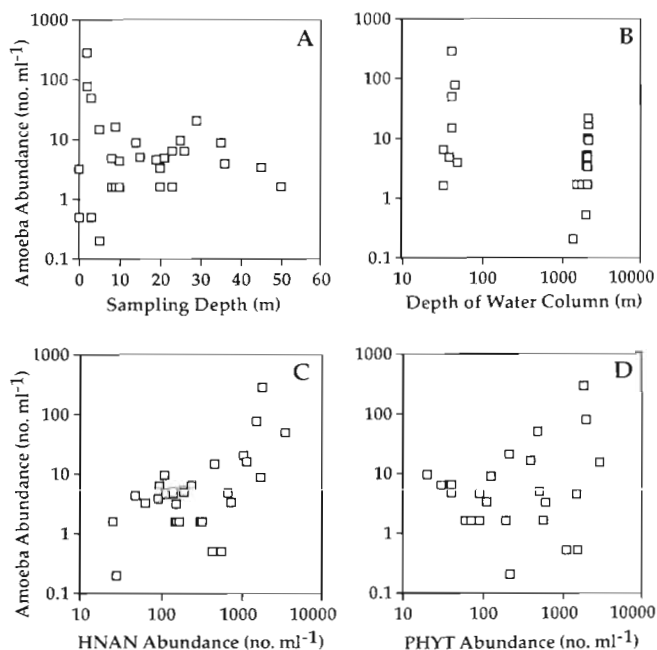 A
1000
100
10
1
0.1
0 10 20 30 40 50 60
Amoeba Abundance (no. ml-1)
Sampling Depth (m)
B
1000
100
10
1
0.1
10 100 1000 10000
Depth of Water Column (m)
C
1000
100
10
1
0.1
10 100 1000 10000
Amoeba Abundance (no. ml-1)
HNAN Abundance (no. ml-1)
D
1000
100
10
1
0.1
10 100 1000 10000
PHYT Abundance (no. ml-1)